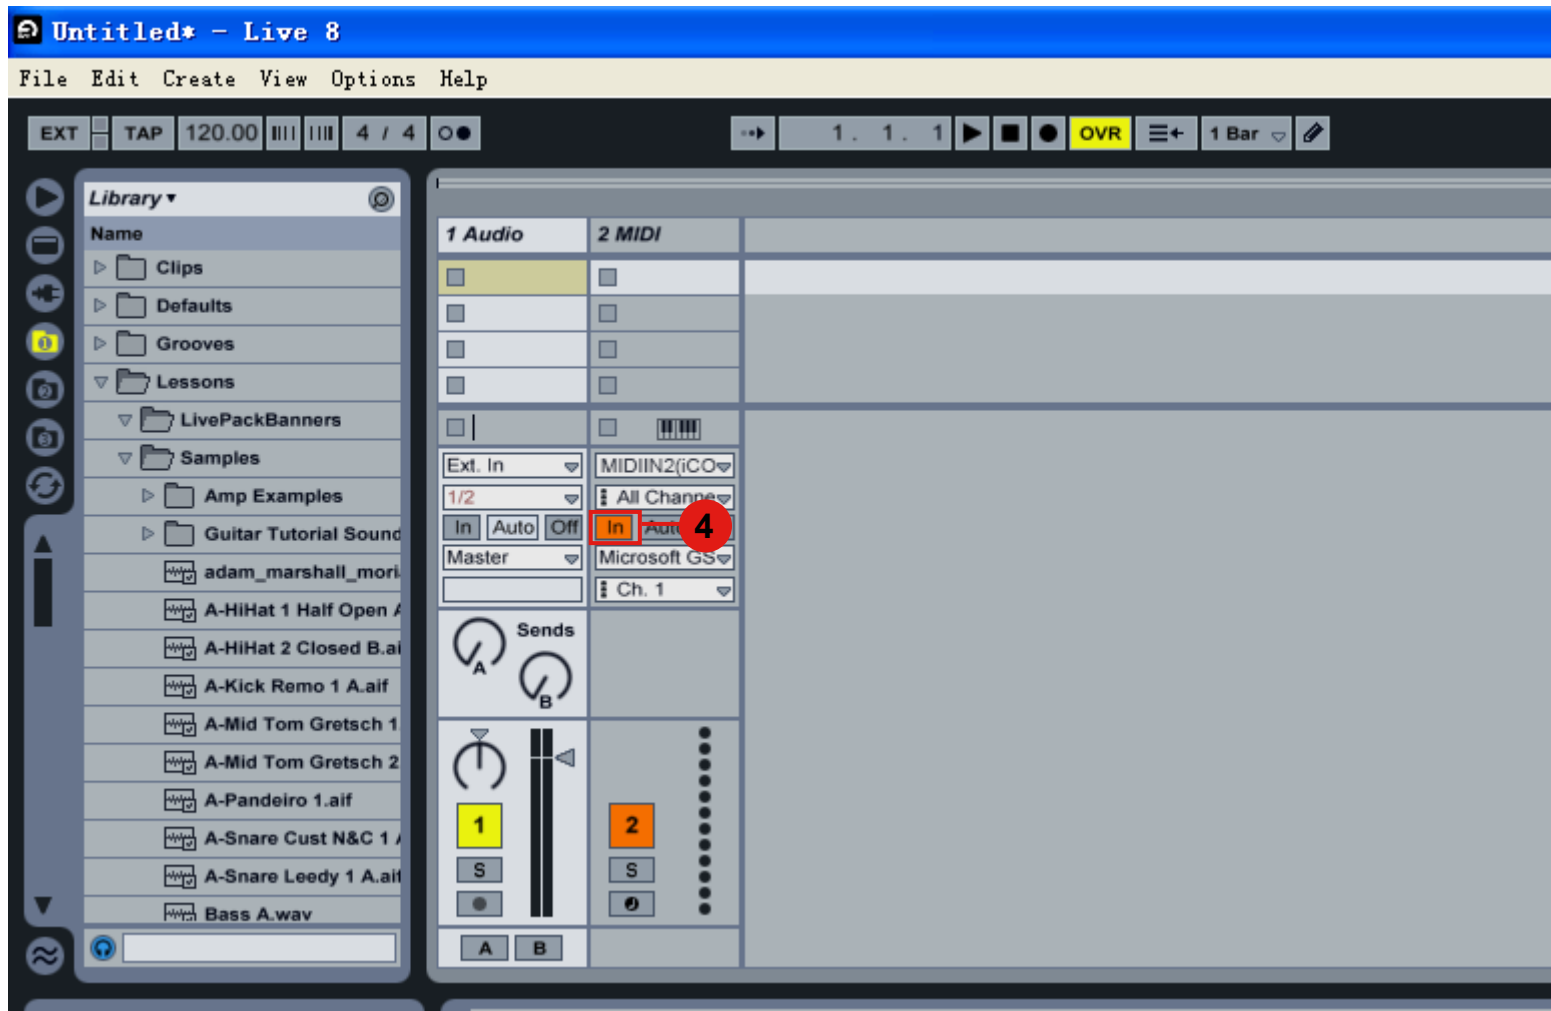 Untitled* - Live 8
File Edit Create View Options Help
EXT TAP 120.00 4 / 4 1. 1. 1 OVR 1 Bar
Library
Name
Clips
Defaults
Grooves
Lessons
LivePackBanners
Samples
Amp Examples
Guitar Tutorial Sound
adam_marshall_mori
A-HiHat 1 Half Open A
A-HiHat 2 Closed B.ai
A-Kick Remo 1 A.aif
A-Mid Tom Gretsch 1
A-Mid Tom Gretsch 2
A-Pandeiro 1.aif
A-Snare Cust N&C 1 A
A-Snare Leedy 1 A.aif
Bass A.wav
1 Audio 2 MIDI
Ext. In MIDIIN2(iCO
1/2 All Channe
In Auto Off In Auto 4
Master Microsoft GS
Ch. 1
Sends
A
B
1 2
S S
A B